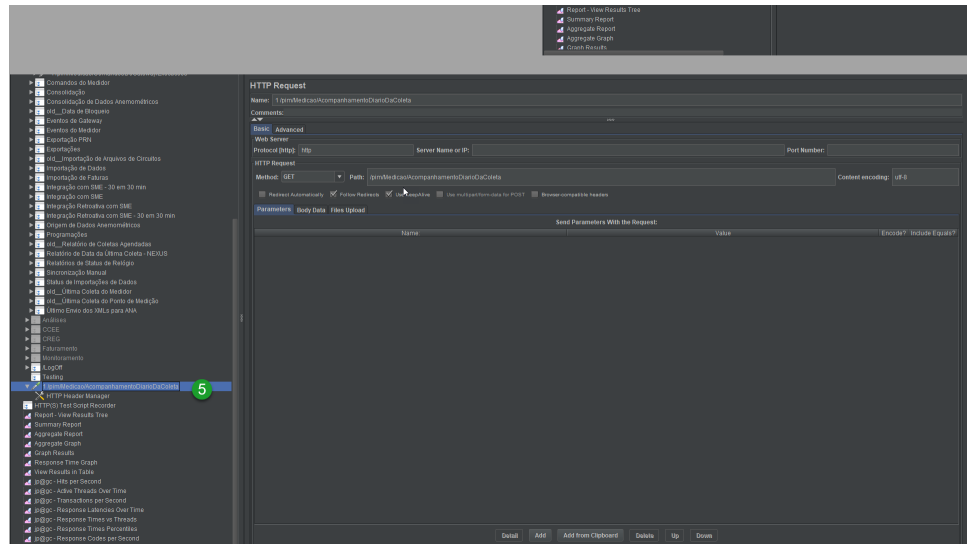 Report - View Results Tree
Summary Report
Aggregate Report
Aggregate Graph
Graph Results
Comandos do Medidor
Consolidação
Consolidação de Dados Anemométricos
old__Data de Bloqueio
Eventos de Gateway
Eventos do Medidor
Exportação PRN
Exportações
old__Importação de Arquivos de Circuitos
Importação de Dados
Importação de Faturas
Integração com SME - 30 em 30 min
Integração com SME
Integração Retroativa com SME
Integração Retroativa com SME - 30 em 30 min
Origem de Dados Anemométricos
Programações
old__Relatório de Coletas Agendadas
Relatório de Data da Última Coleta - NEXUS
Relatórios de Status de Relógio
Sincronização Manual
Status de Importações de Dados
old__Última Coleta do Medidor
old__Última Coleta do Ponto de Medição
Último Envio dos XMLs para ANA
Análises
CCEE
CREG
Faturamento
Monitoramento
/LogOff
Testing
1 /pim/Medicao/AcompanhamentoDiarioDaColeta
5
HTTP Header Manager
HTTP(S) Test Script Recorder
Report - View Results Tree
Summary Report
Aggregate Report
Aggregate Graph
Graph Results
Response Time Graph
View Results in Table
jp@gc - Hits per Second
jp@gc - Active Threads Over Time
jp@gc - Transactions per Second
jp@gc - Response Latencies Over Time
jp@gc - Response Times vs Threads
jp@gc - Response Times Percentiles
jp@gc - Response Codes per Second
HTTP Request
Name: 1 /pim/Medicao/AcompanhamentoDiarioDaColeta
Comments:
Basic Advanced
Web Server
Protocol [http]: http Server Name or IP: Port Number:
HTTP Request
Method: GET Path: /pim/Medicao/AcompanhamentoDiarioDaColeta Content encoding: utf-8
Redirect Automatically Follow Redirects Use KeepAlive Use multipart/form-data for POST Browser-compatible headers
Parameters Body Data Files Upload
Send Parameters With the Request:
Name: Value Encode? Include Equals?
Detail Add Add from Clipboard Delete Up Down